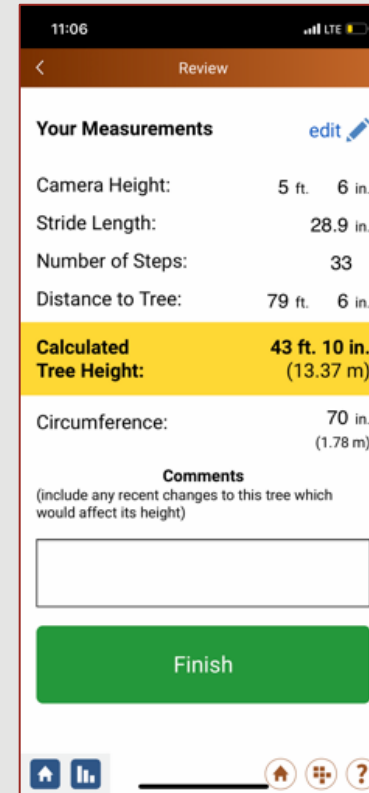 11:06 LTE
Review
Your Measurements edit
Camera Height: 5 ft. 6 in.
Stride Length: 28.9 in.
Number of Steps: 33
Distance to Tree: 79 ft. 6 in.
Calculated 43 ft. 10 in.
Tree Height: (13.37 m)
Circumference: 70 in.
(1.78 m)
Comments
(include any recent changes to this tree which
would affect its height)
Finish
?